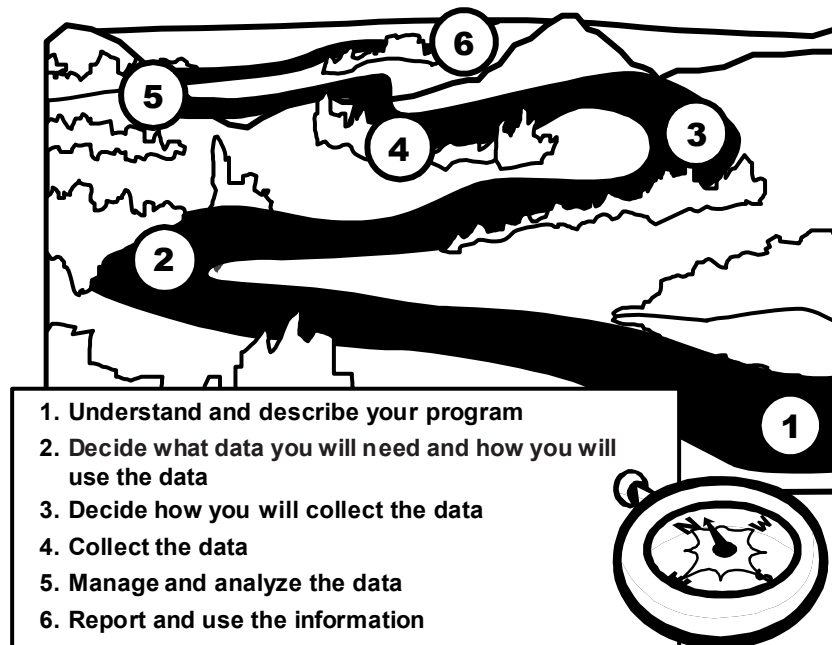 6
5
3
4
2
1
1. Understand and describe your program
2. Decide what data you will need and how you will
use the data
3. Decide how you will collect the data
4. Collect the data
5. Manage and analyze the data
6. Report and use the information
N W
S